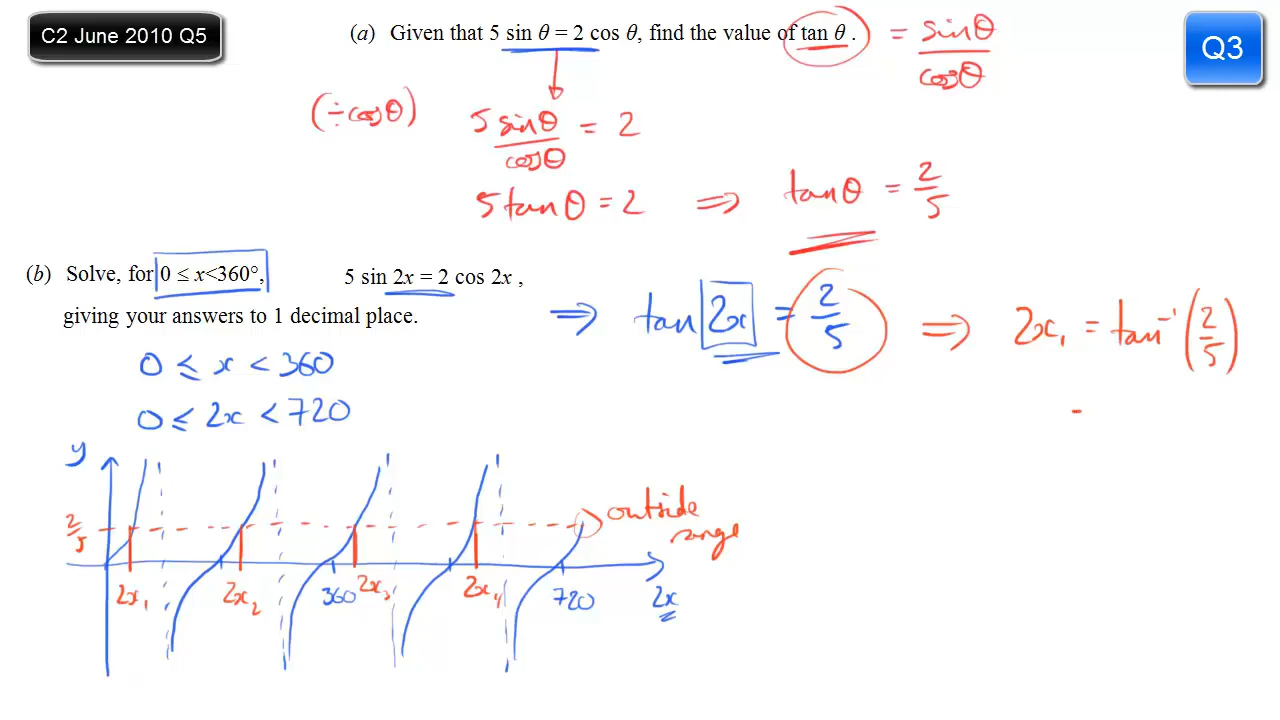 C2 June 2010 Q5
Q3
(a) Given that 5 sin θ = 2 cos θ, find the value of tan θ . = sinθ/cosθ
(÷cosθ) 5 sinθ/cosθ = 2
5 tan θ = 2 ⇒ tanθ = 2/5
(b) Solve, for 0 ≤ x<360°, 5 sin 2x = 2 cos 2x ,
giving your answers to 1 decimal place.
⇒ tan 2x = 2/5 ⇒ 2x₁ = tan⁻¹ (2/5)
0 ≤ x < 360
0 ≤ 2x < 720
y
2/5
outside
range
2x₁ 2x₂ 360 2x₃ 2x₄ 720 2x